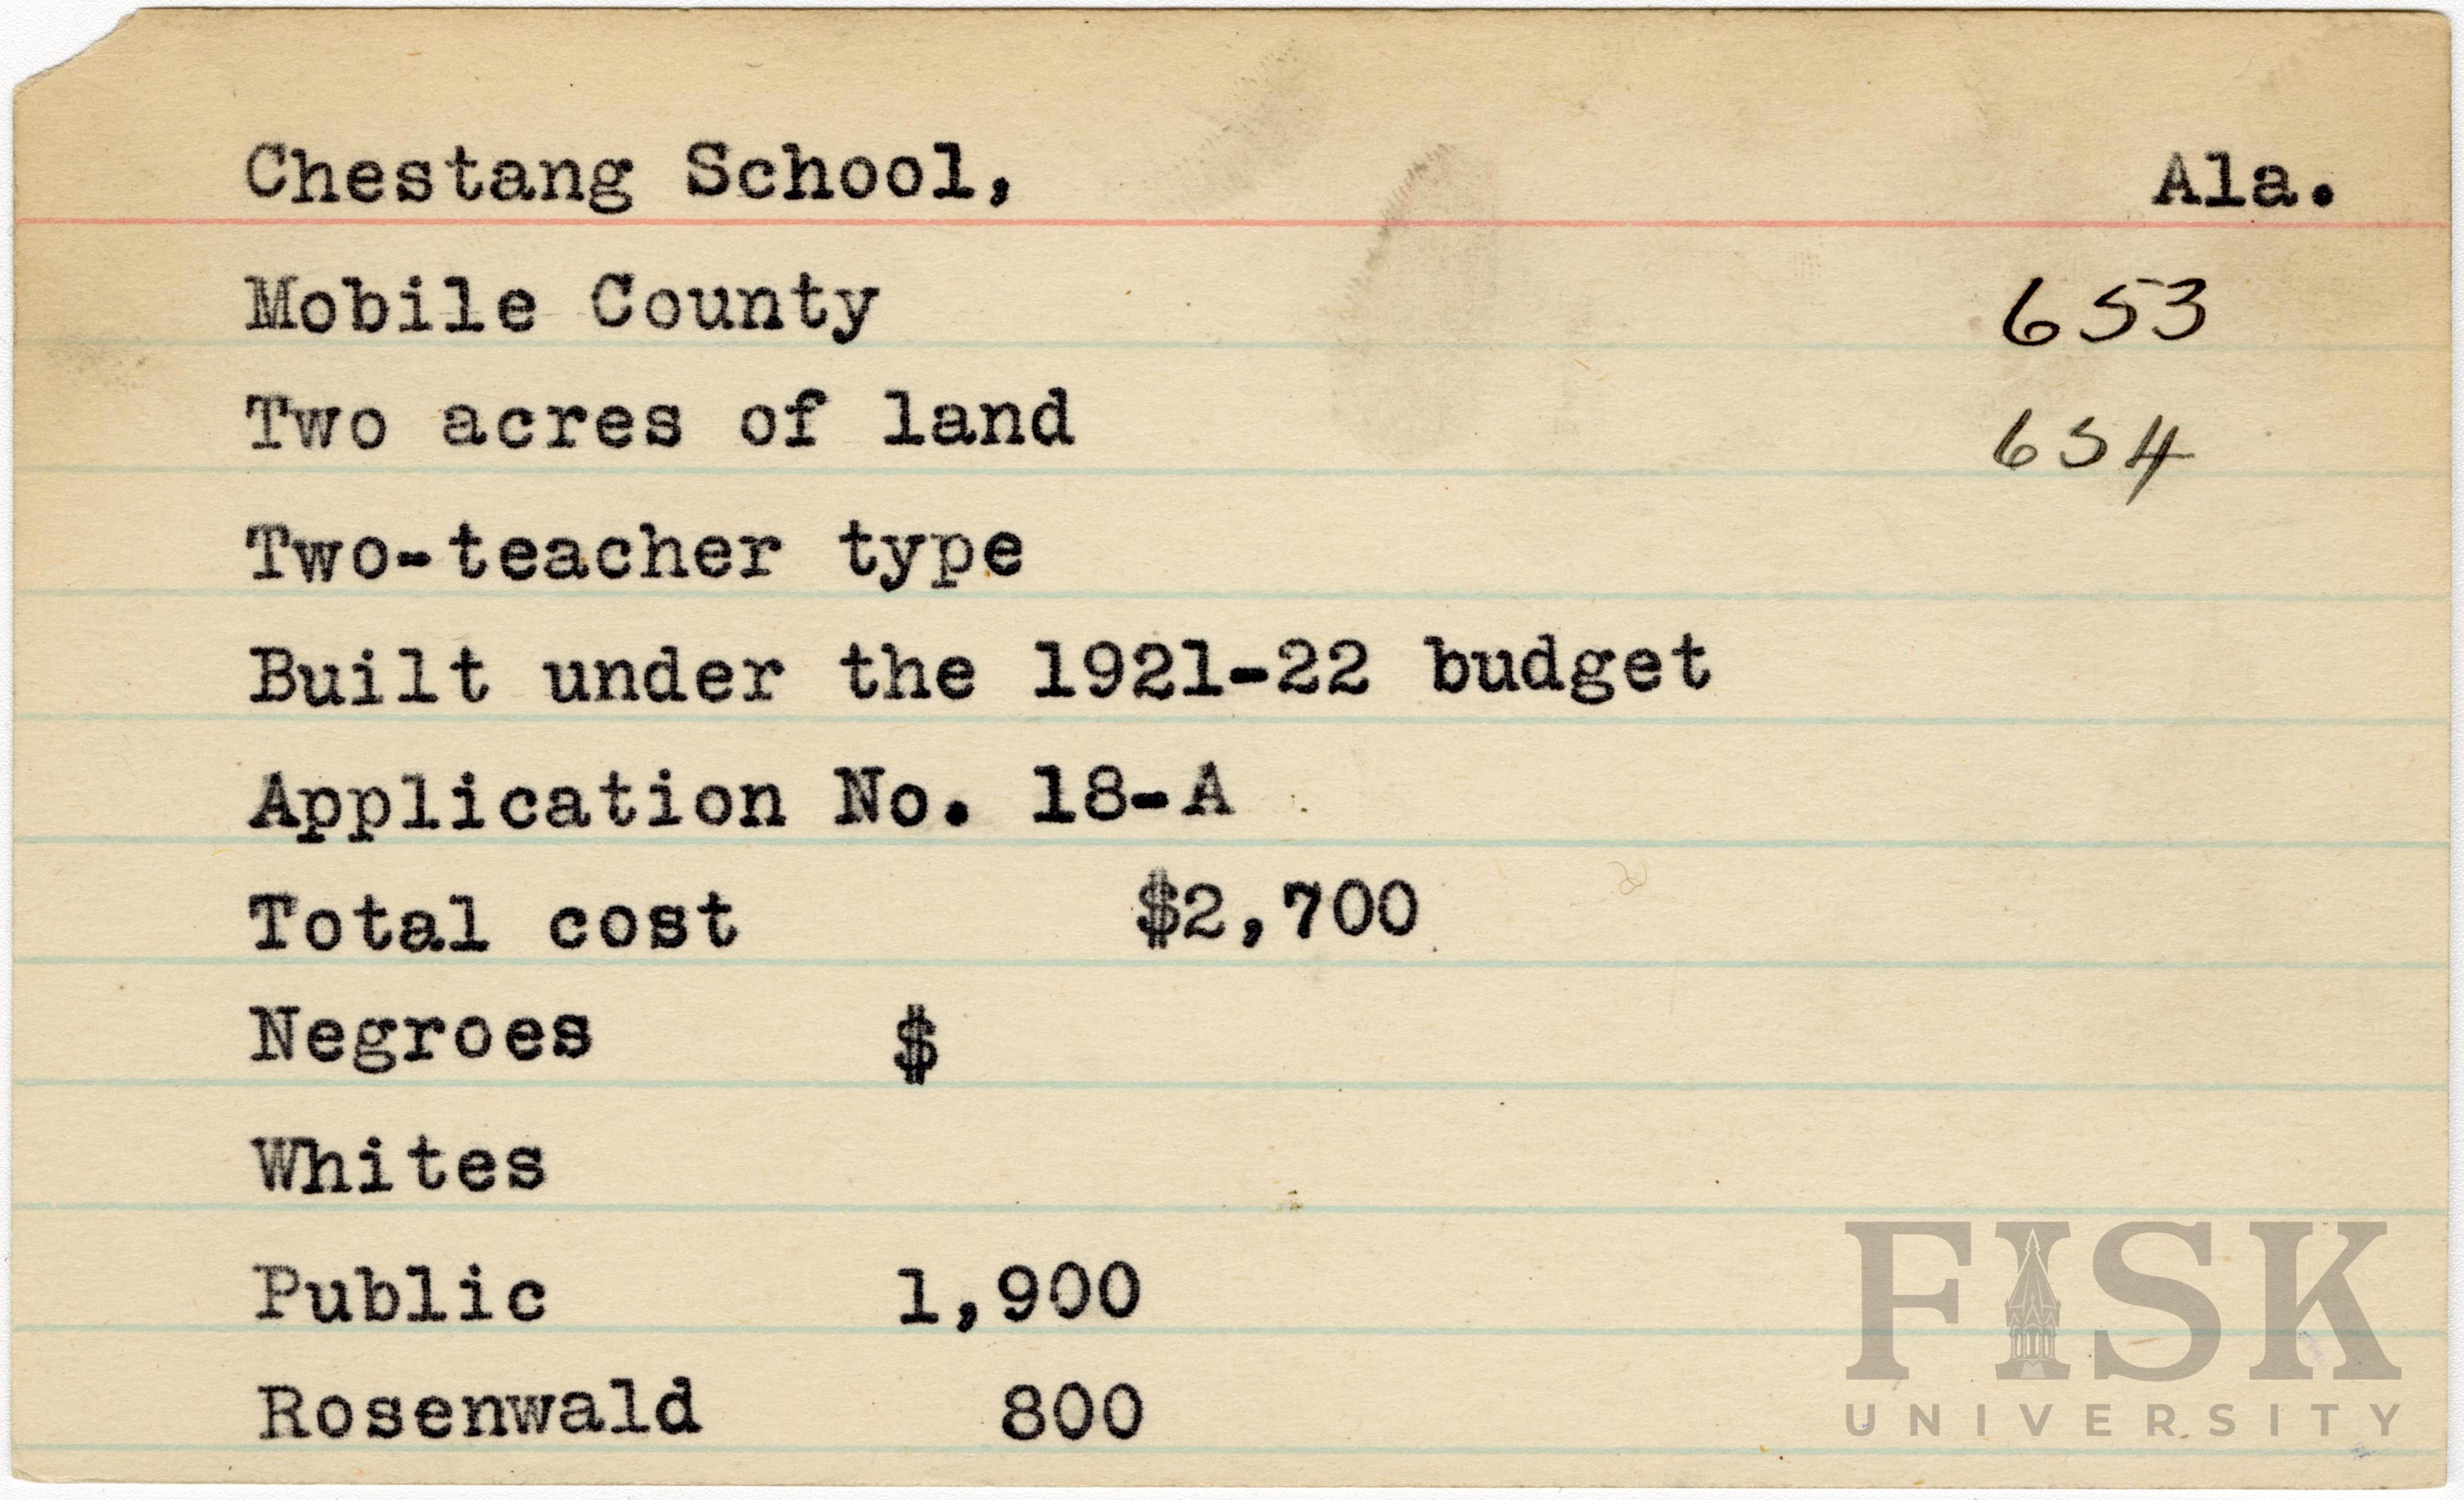 Chestang School, Ala.
Mobile County 653
Two acres of land 654
Two-teacher type
Built under the 1921-22 budget
Application No. 18-A
Total cost $2,700
Negroes $
Whites
Public 1,900
Rosenwald 800
FISK
UNIVERSITY